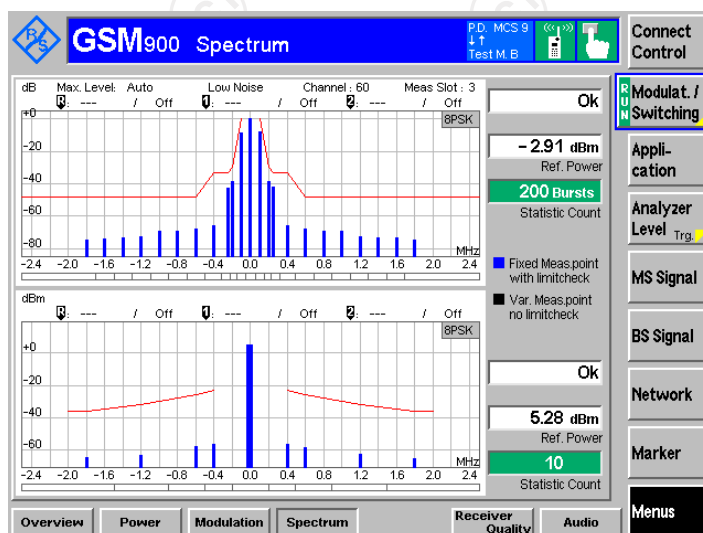 R&S
GSM900 Spectrum
P.D. MCS 9
Test M. B
Connect Control
dB Max. Level: Auto Low Noise Channel : 60 Meas Slot : 3
R: --- / Off 1: --- / Off 2: --- / Off
8PSK
+0
-20
-40
-60
-80
MHz
-2.4 -2.0 -1.6 -1.2 -0.8 -0.4 0.0 0.4 0.8 1.2 1.6 2.0 2.4
Ok
-2.91 dBm
Ref. Power
200 Bursts
Statistic Count
Fixed Meas.point
with limitcheck
Var. Meas.point
no limitcheck
dBm
R: --- / Off 1: --- / Off 2: --- / Off
8PSK
+0
-20
-40
-60
MHz
-2.4 -2.0 -1.6 -1.2 -0.8 -0.4 0.0 0.4 0.8 1.2 1.6 2.0 2.4
Ok
5.28 dBm
Ref. Power
10
Statistic Count
RUN
Modulat. /
Switching
Appli-
cation
Analyzer
Level Trg.
MS Signal
BS Signal
Network
Marker
Menus
Overview Power Modulation Spectrum Receiver Quality Audio